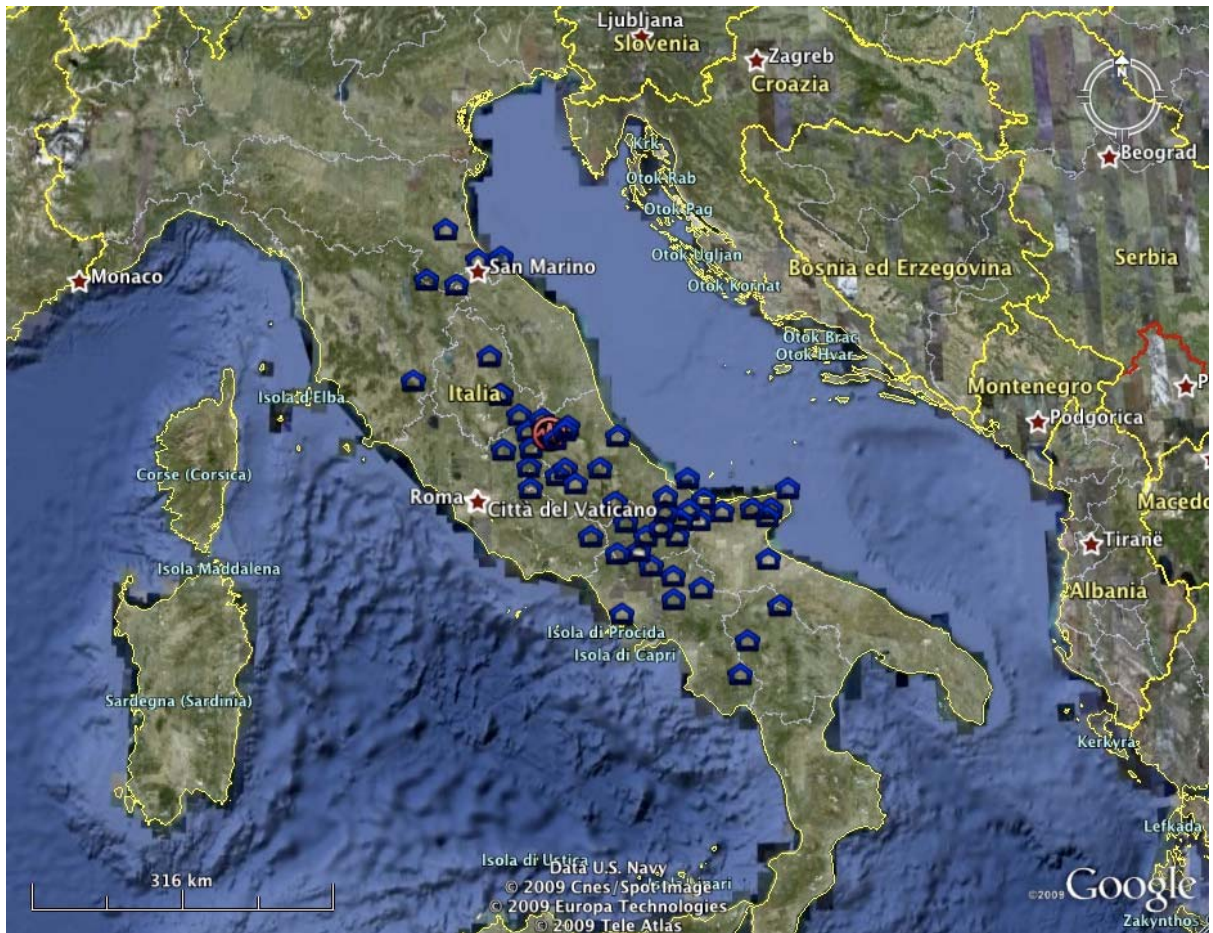 Ljubljana
Slovenia
Zagreb
Croazia
N
Beograd
Krk
Otok Rab
Otok Pag
Otok Ugljan
Otok Kornat
Bosnia ed Erzegovina
Serbia
San Marino
Monaco
Otok Brac
Otok Hvar
Montenegro
P
Podgorica
Italia
Isola d'Elba
Corse (Corsica)
Roma
Città del Vaticano
Macedo
Tiranë
Albania
Isola Maddalena
Isola di Procida
Isola di Capri
Sardegna (Sardinia)
Kerkyra
Lefkada
Isola di Ustica
316 km
Data U.S. Navy
© 2009 Cnes/Spot Image
© 2009 Europa Technologies
© 2009 Tele Atlas
©2009 Google
Zakynthos